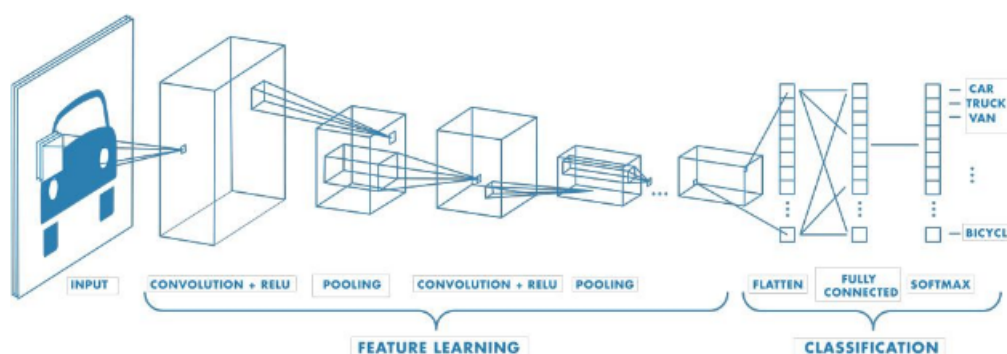 CAR
TRUCK
VAN
BICYCL
INPUT
CONVOLUTION + RELU
POOLING
CONVOLUTION + RELU
POOLING
FLATTEN
FULLY
CONNECTED
SOFTMAX
FEATURE LEARNING
CLASSIFICATION